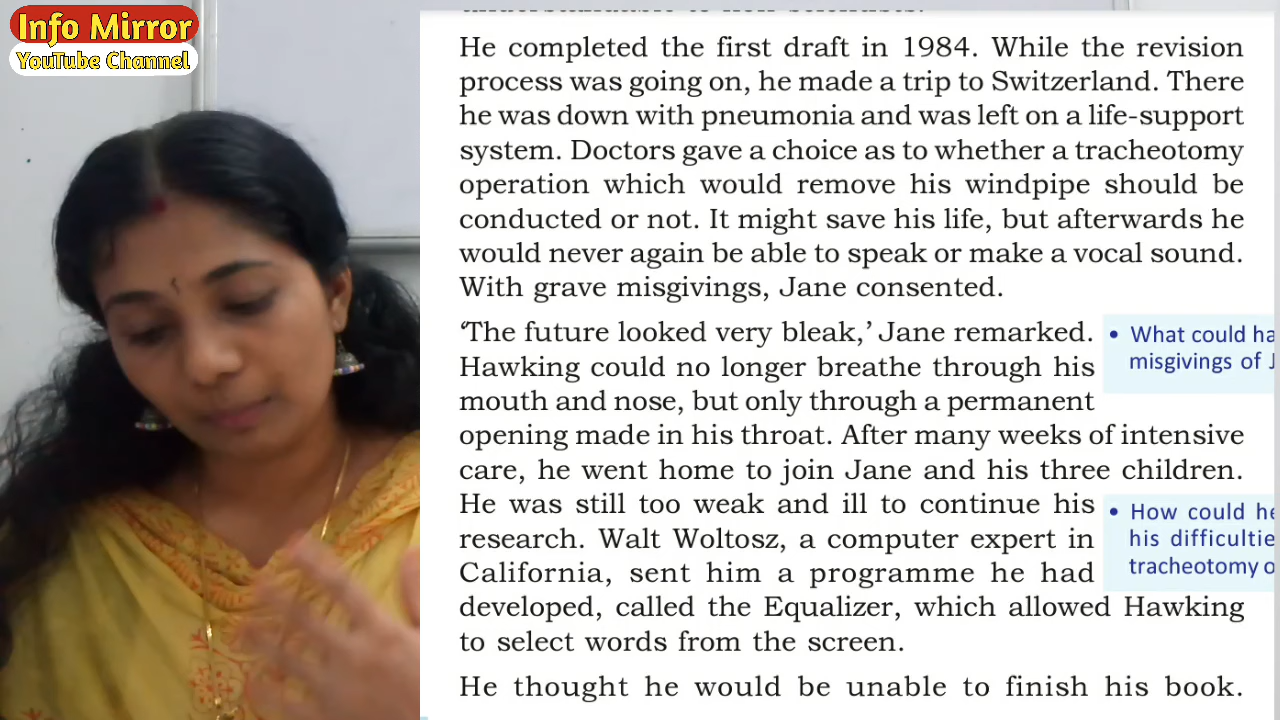 Info Mirror
YouTube Channel
He completed the first draft in 1984. While the revision
process was going on, he made a trip to Switzerland. There
he was down with pneumonia and was left on a life-support
system. Doctors gave a choice as to whether a tracheotomy
operation which would remove his windpipe should be
conducted or not. It might save his life, but afterwards he
would never again be able to speak or make a vocal sound.
With grave misgivings, Jane consented.
‘The future looked very bleak,’ Jane remarked.
Hawking could no longer breathe through his
mouth and nose, but only through a permanent
opening made in his throat. After many weeks of intensive
care, he went home to join Jane and his three children.
He was still too weak and ill to continue his
research. Walt Woltosz, a computer expert in
California, sent him a programme he had
developed, called the Equalizer, which allowed Hawking
to select words from the screen.
He thought he would be unable to finish his book.
• What could ha
misgivings of J
• How could he
his difficultie
tracheotomy o